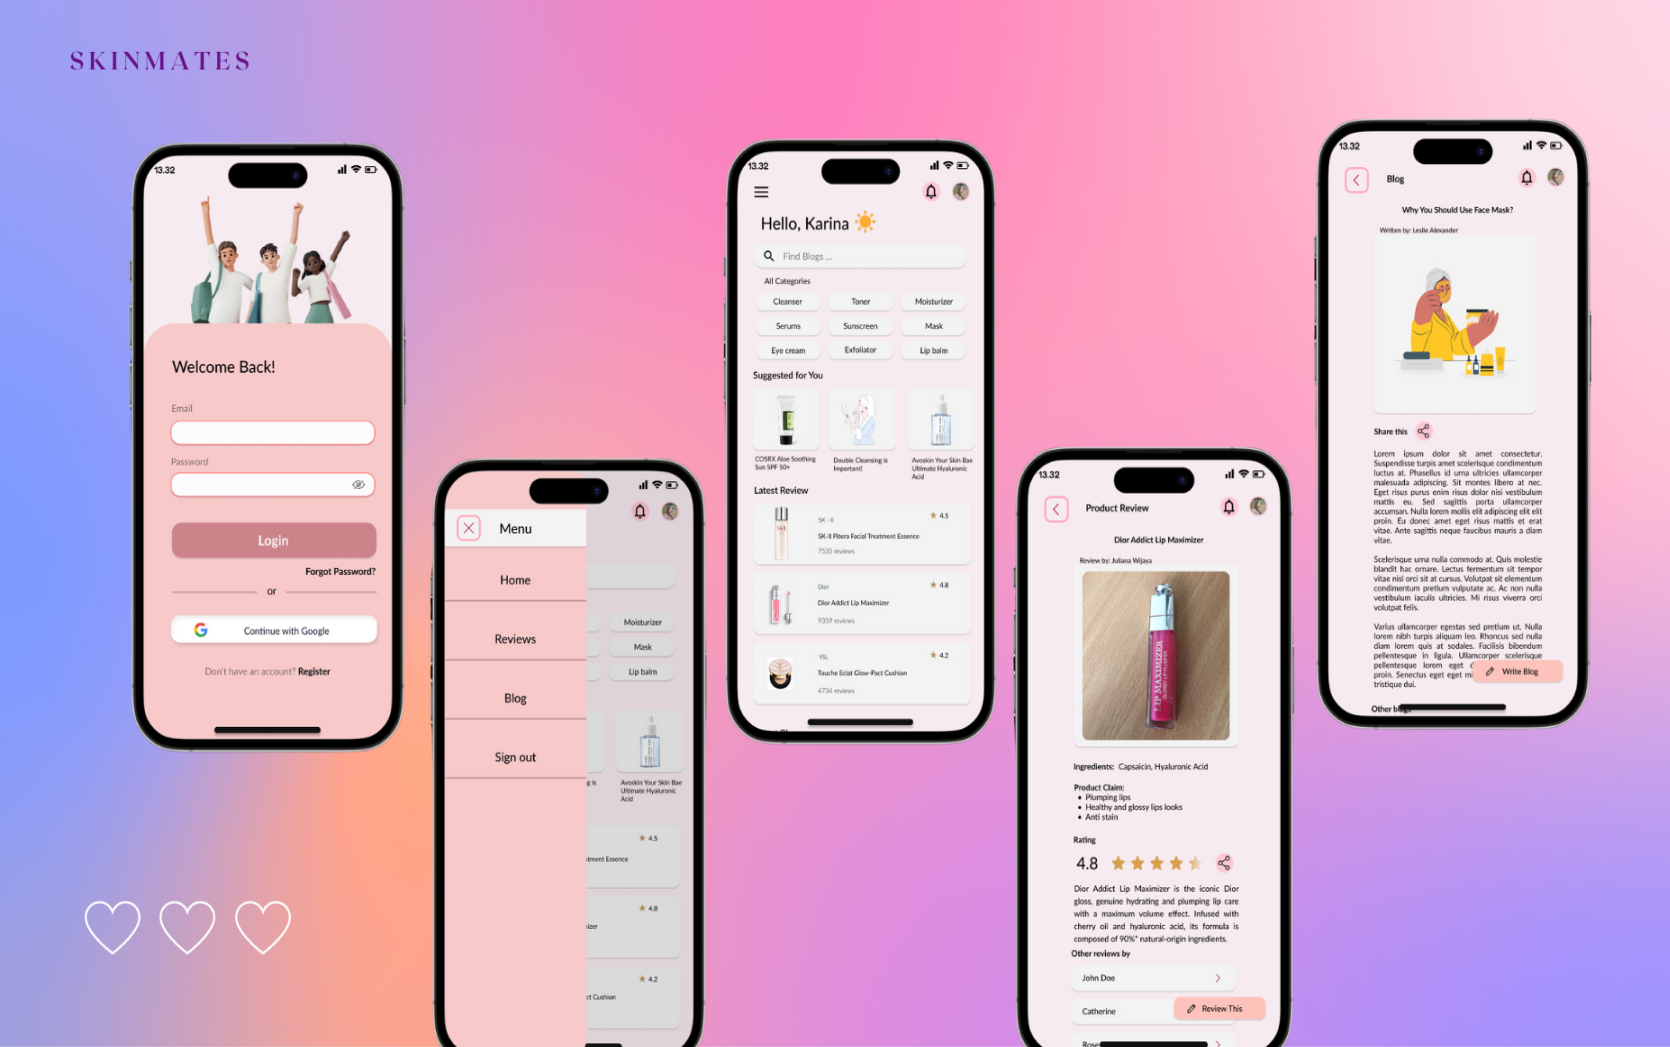 SKINMATES
13.32
Welcome Back!
Email
Password
Login
Forgot Password?
or
Continue with Google
Don't have an account? Register
Menu
Home
Reviews
Blog
Sign out
Moisturizer
Mask
Lip balm
Avoskin Your Skin Bae
Ultimate Hyaluronic
Acid
4.5
tment Essence
4.8
izer
4.2
ct Cushion
13.32
Hello, Karina
Find Blogs ...
All Categories
Cleanser Toner Moisturizer
Serums Sunscreen Mask
Eye cream Exfoliator Lip balm
Suggested for You
COSRX Aloe Soothing
Sun SPF 50+
Double Cleansing is
Important!
Avoskin Your Skin Bae
Ultimate Hyaluronic
Acid
Latest Review
SK - II 4.5
SK-II Pitera Facial Treatment Essence
7535 reviews
Dior 4.8
Dior Addict Lip Maximizer
9359 reviews
YSL 4.2
Touche Eclat Glow-Pact Cushion
4734 reviews
13.32
Product Review
Dior Addict Lip Maximizer
Review by: Juliana Wijaya
LIP MAXIMIZER
GLOSSY LIP PLUMPER
Ingredients: Capsaicin, Hyaluronic Acid
Product Claim:
• Plumping lips
• Healthy and glossy lips looks
• Anti stain
Rating
4.8
Dior Addict Lip Maximizer is the iconic Dior
gloss, genuine hydrating and plumping lip care
with a maximum volume effect. Infused with
cherry oil and hyaluronic acid, its formula is
composed of 90%* natural-origin ingredients.
Other reviews by
John Doe
Catherine
Review This
Rose
13.32
Blog
Why You Should Use Face Mask?
Written by: Leslie Alexander
Share this
Lorem ipsum dolor sit amet consectetur.
Suspendisse turpis amet scelerisque condimentum
luctus at. Phasellus id urna ultricies ullamcorper
malesuada adipiscing. Sit montes libero at nec.
Eget risus purus enim risus dolor nisi vestibulum
mattis eu. Sed sagittis porta ullamcorper
accumsan. Nulla lorem mollis elit adipiscing elit elit
proin. Eu donec amet eget risus mattis et erat
vitae. Ante sagittis neque faucibus mauris a diam
vitae.
Scelerisque urna nulla commodo at. Quis molestie
blandit hac ornare. Lectus fermentum sit tempor
vitae nisl orci sit at cursus. Volutpat sit elementum
condimentum pretium vulputate ac. Ac non nulla
vestibulum iaculis ultricies. Mi risus viverra orci
volutpat felis.
Varius ullamcorper egestas sed pretium ut. Nulla
lorem nibh turpis aliquam leo. Rhoncus sed nulla
diam lorem quis at sodales. Facilisis bibendum
pellentesque in ligula. Ullamcorper scelerisque
pellentesque lorem eget
proin. Senectus eget eget mi
tristique dui.
Write Blog
Other blogs